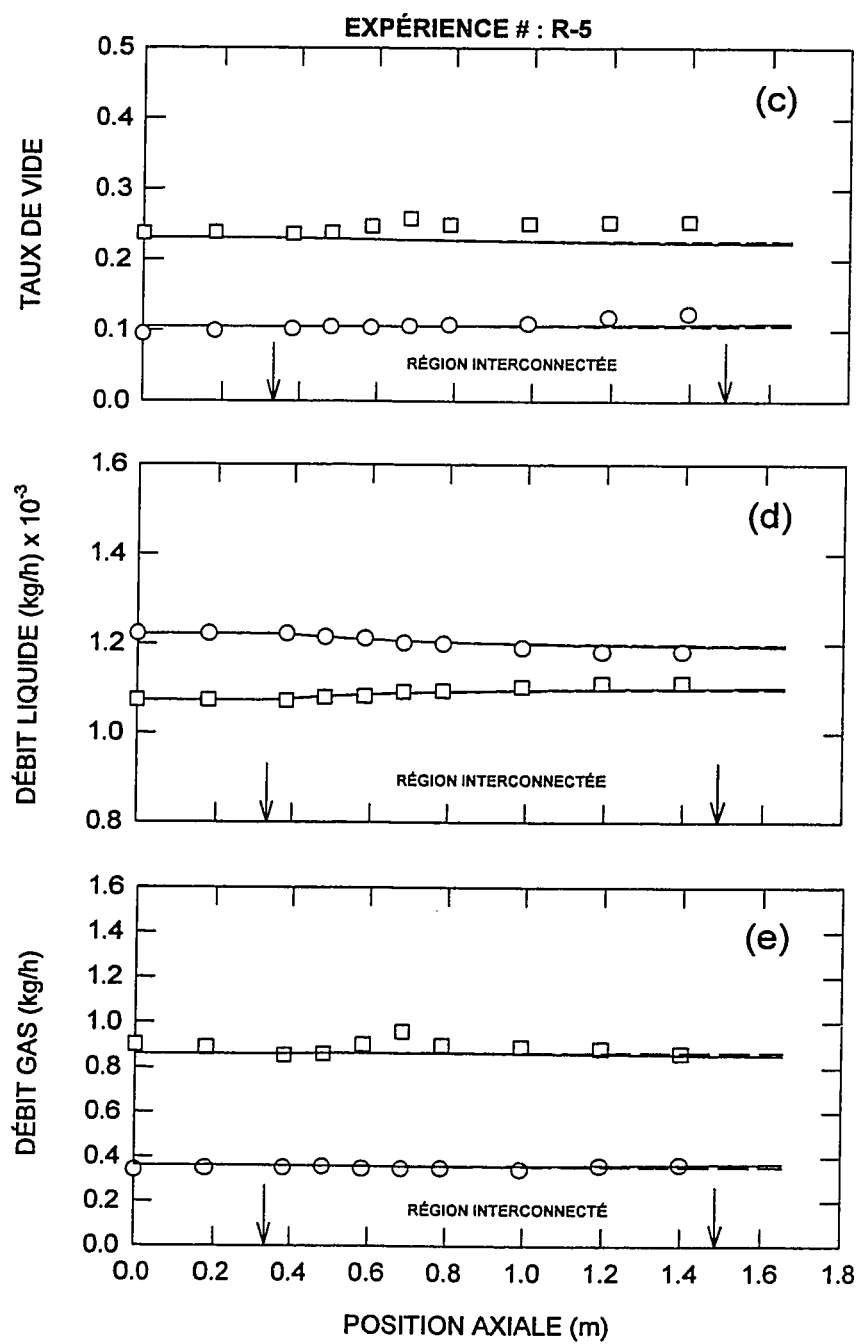 EXPÉRIENCE # : R-5
(c)
TAUX DE VIDE
0.5
0.4
0.3
0.2
0.1
0.0
RÉGION INTERCONNECTÉE
(d)
DÉBIT LIQUIDE (kg/h) x 10⁻³
1.6
1.4
1.2
1.0
0.8
RÉGION INTERCONNECTÉE
(e)
DÉBIT GAS (kg/h)
1.6
1.4
1.2
1.0
0.8
0.6
0.4
0.2
0.0
RÉGION INTERCONNECTÉ
0.0 0.2 0.4 0.6 0.8 1.0 1.2 1.4 1.6 1.8
POSITION AXIALE (m)